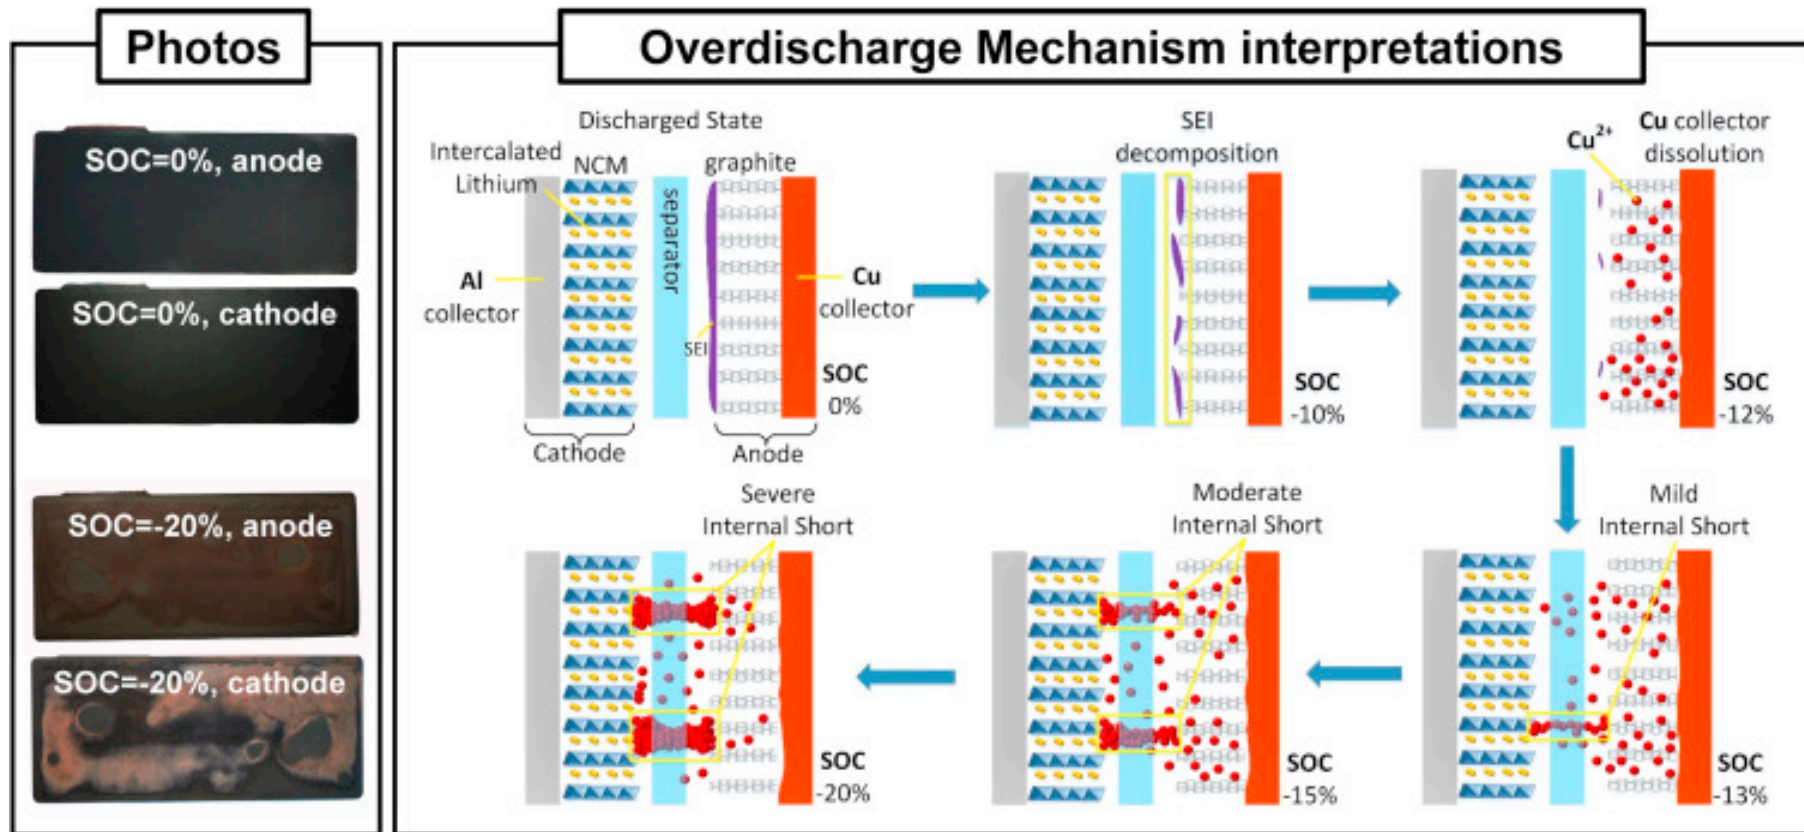 Photos
SOC=0%, anode
SOC=0%, cathode
SOC=-20%, anode
SOC=-20%, cathode
Overdischarge Mechanism interpretations
Discharged State
Intercalated
Lithium
NCM
separator
graphite
Al
collector
SEI
Cu
collector
SOC
0%
Cathode
Anode
SEI
decomposition
SOC
-10%
Cu2+
Cu collector
dissolution
SOC
-12%
Mild
Internal Short
SOC
-13%
Moderate
Internal Short
SOC
-15%
Severe
Internal Short
SOC
-20%